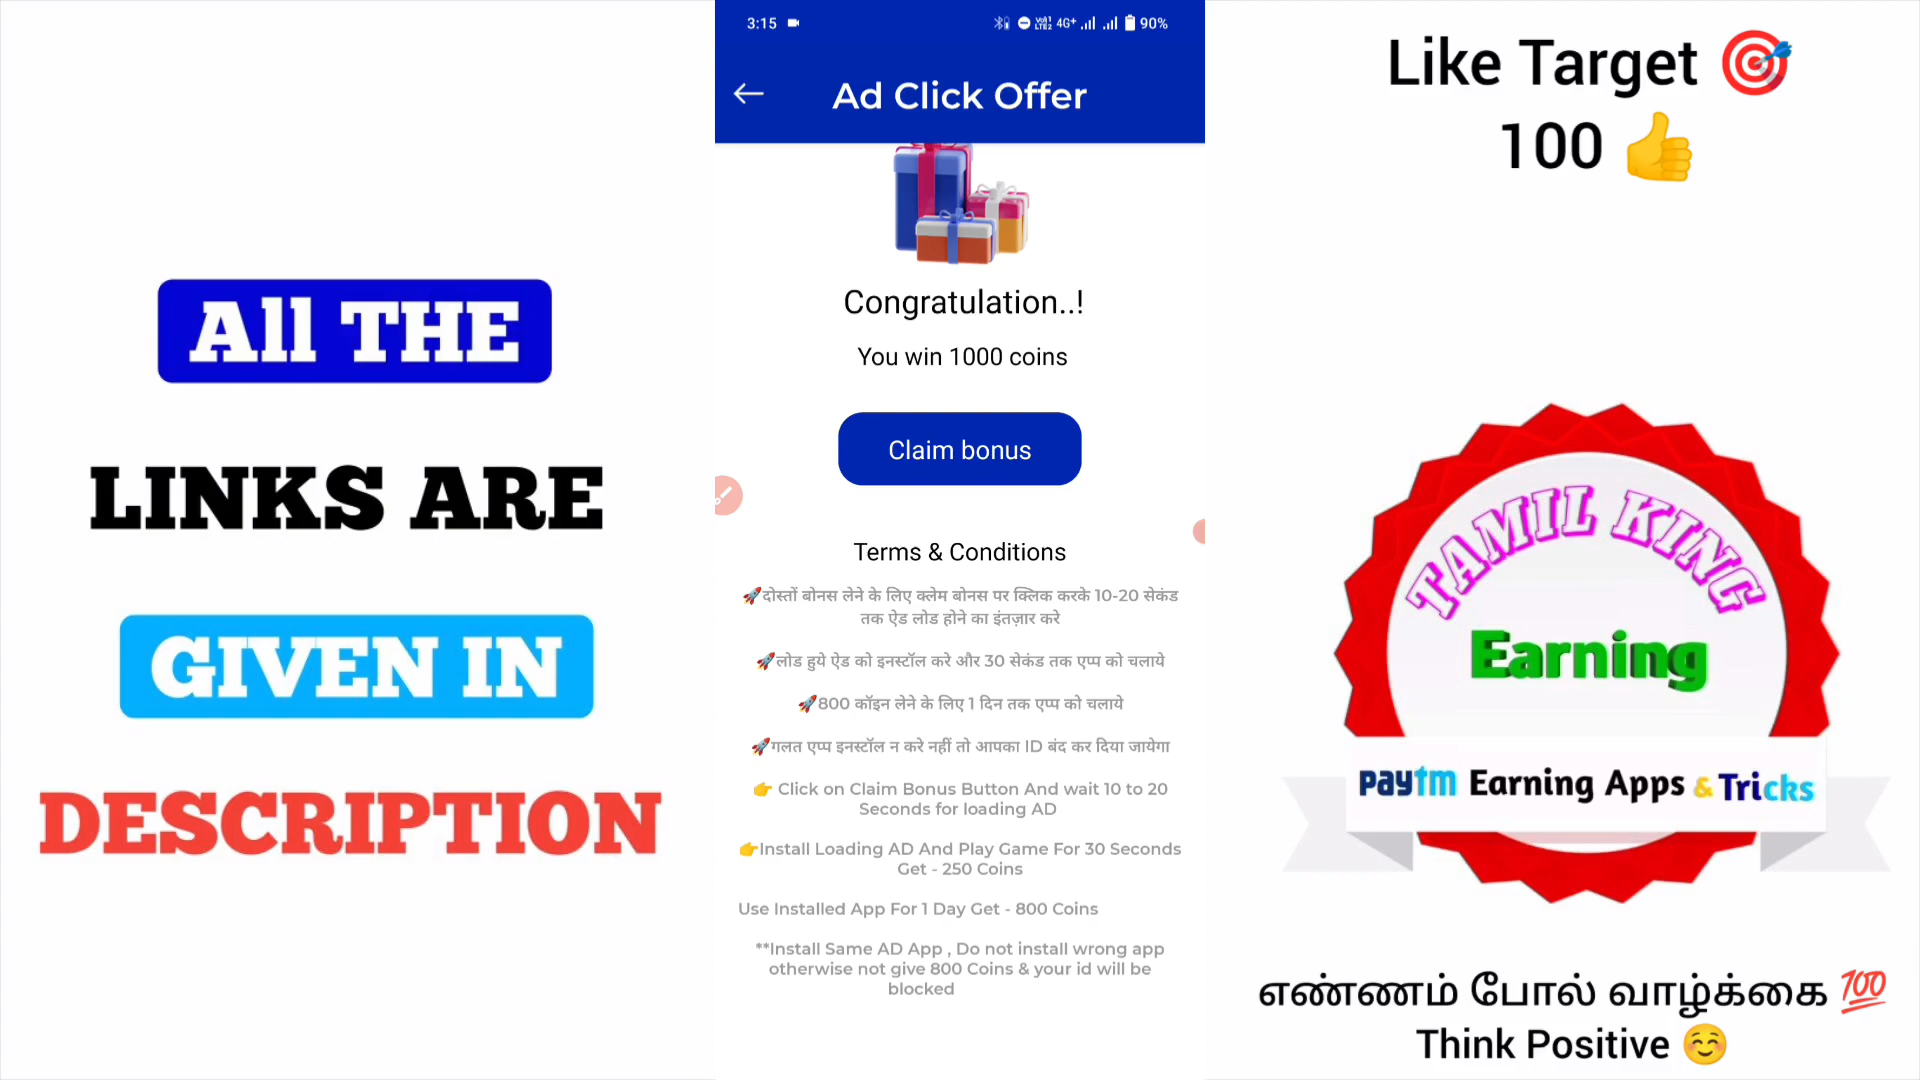 All THE
LINKS ARE
GIVEN IN
DESCRIPTION
3:15
4G+
90%
Ad Click Offer
Congratulation..!
You win 1000 coins
Claim bonus
Terms & Conditions
🚀दोस्तों बोनस लेने के लिए क्लेम बोनस पर क्लिक करके 10-20 सेकंड
तक ऐड लोड होने का इंतज़ार करे
🚀लोड हुये ऐड को इनस्टॉल करे और 30 सेकंड तक एप्प को चलाये
🚀800 कॉइन लेने के लिए 1 दिन तक एप्प को चलाये
🚀गलत एप्प इनस्टॉल न करे नहीं तो आपका ID बंद कर दिया जायेगा
👉 Click on Claim Bonus Button And wait 10 to 20
Seconds for loading AD
👉Install Loading AD And Play Game For 30 Seconds
Get - 250 Coins
Use Installed App For 1 Day Get - 800 Coins
**Install Same AD App , Do not install wrong app
otherwise not give 800 Coins & your id will be
blocked
Like Target 🎯
100 👍
TAMIL KING
Earning
paytm Earning Apps & Tricks
எண்ணம் போல் வாழ்க்கை 💯
Think Positive ☺️